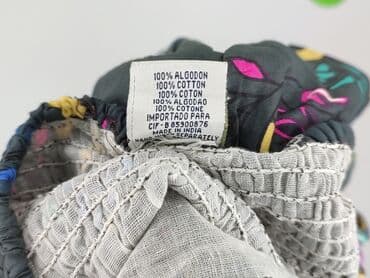 100% ALGODON
100% COTTON
100% COTON
100% ALGODAO
100% COTONE
IMPORTADO PARA
CIF-B 85300876
MADE IN INDIA
HAND WASH SEPARATELY